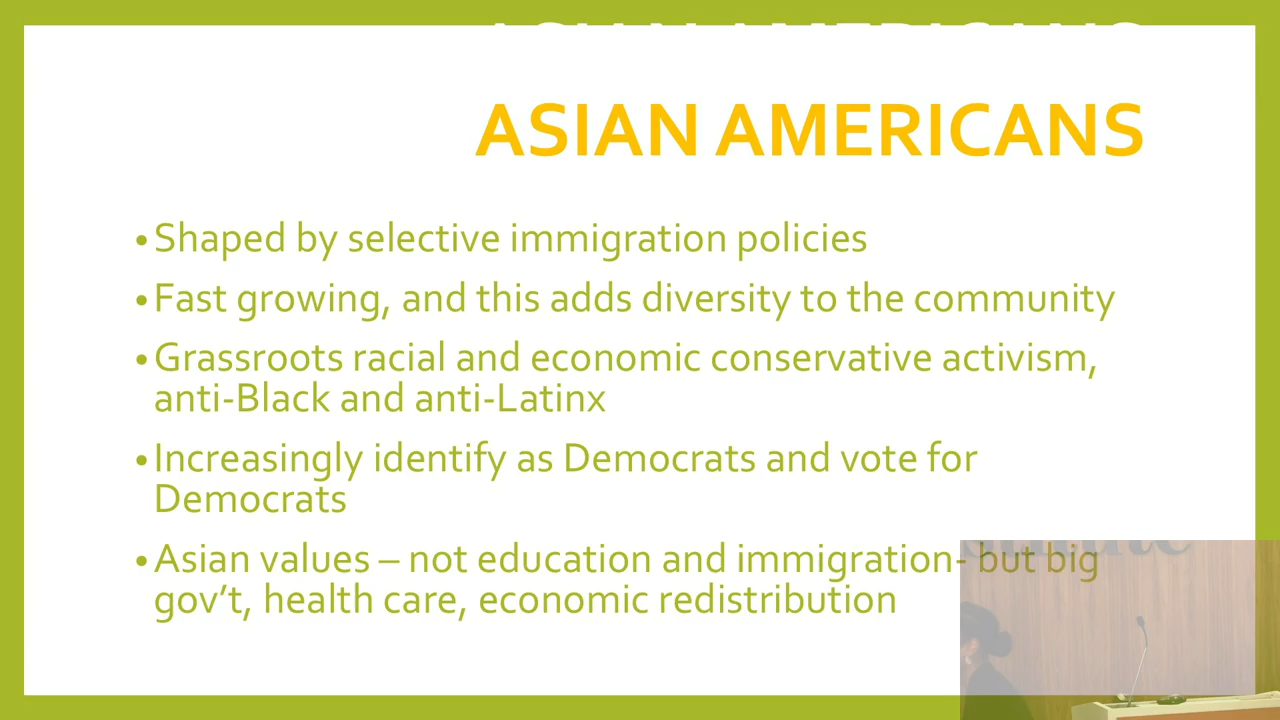 ASIAN AMERICANS
ASIAN AMERICANS
• Shaped by selective immigration policies
• Fast growing, and this adds diversity to the community
• Grassroots racial and economic conservative activism,
anti-Black and anti-Latinx
• Increasingly identify as Democrats and vote for
Democrats
• Asian values – not education and immigration- but big
gov’t, health care, economic redistribution